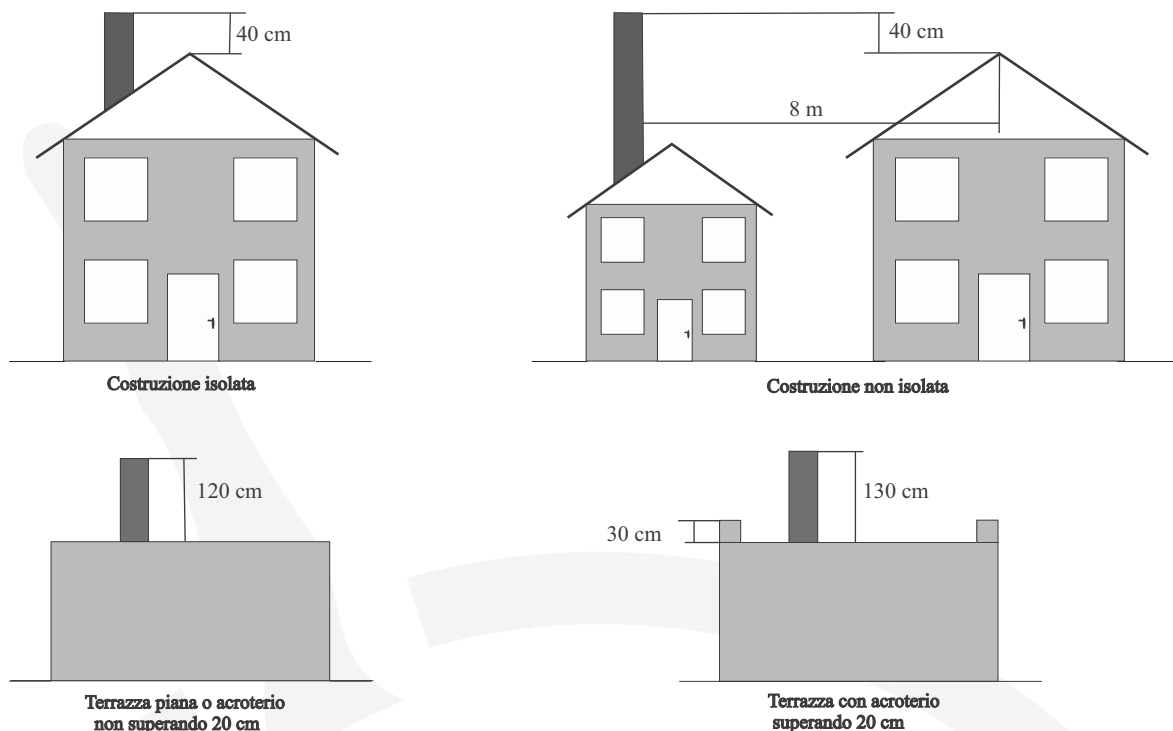 40 cm
40 cm
8 m
Costruzione isolata
Costruzione non isolata
120 cm
130 cm
30 cm
Terrazza piana o acroterio
non superando 20 cm
Terrazza con acroterio
superando 20 cm